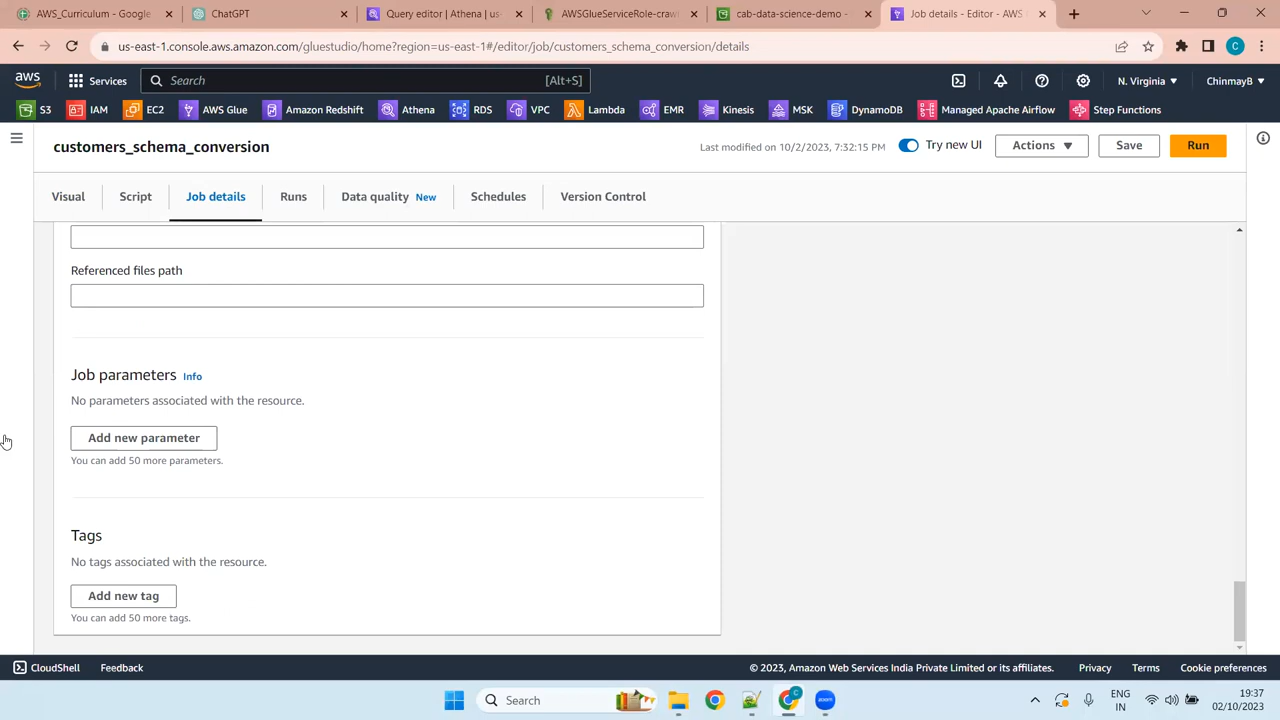 AWS_Curriculum - Google
ChatGPT
Query editor | Athena | us-e
AWSGlueServiceRole-craw
cab-data-science-demo -
Job details - Editor - AWS
us-east-1.console.aws.amazon.com/gluestudio/home?region=us-east-1#/editor/job/customers_schema_conversion/details
C
aws
Services
Search
[Alt+S]
N. Virginia
ChinmayB
S3
IAM
EC2
AWS Glue
Amazon Redshift
Athena
RDS
VPC
Lambda
EMR
Kinesis
MSK
DynamoDB
Managed Apache Airflow
Step Functions
customers_schema_conversion
Last modified on 10/2/2023, 7:32:15 PM
Try new UI
Actions
Save
Run
Visual
Script
Job details
Runs
Data quality New
Schedules
Version Control
Referenced files path
Job parameters Info
No parameters associated with the resource.
Add new parameter
You can add 50 more parameters.
Tags
No tags associated with the resource.
Add new tag
You can add 50 more tags.
CloudShell
Feedback
© 2023, Amazon Web Services India Private Limited or its affiliates.
Privacy
Terms
Cookie preferences
Search
C
zoom
ENG
IN
19:37
02/10/2023